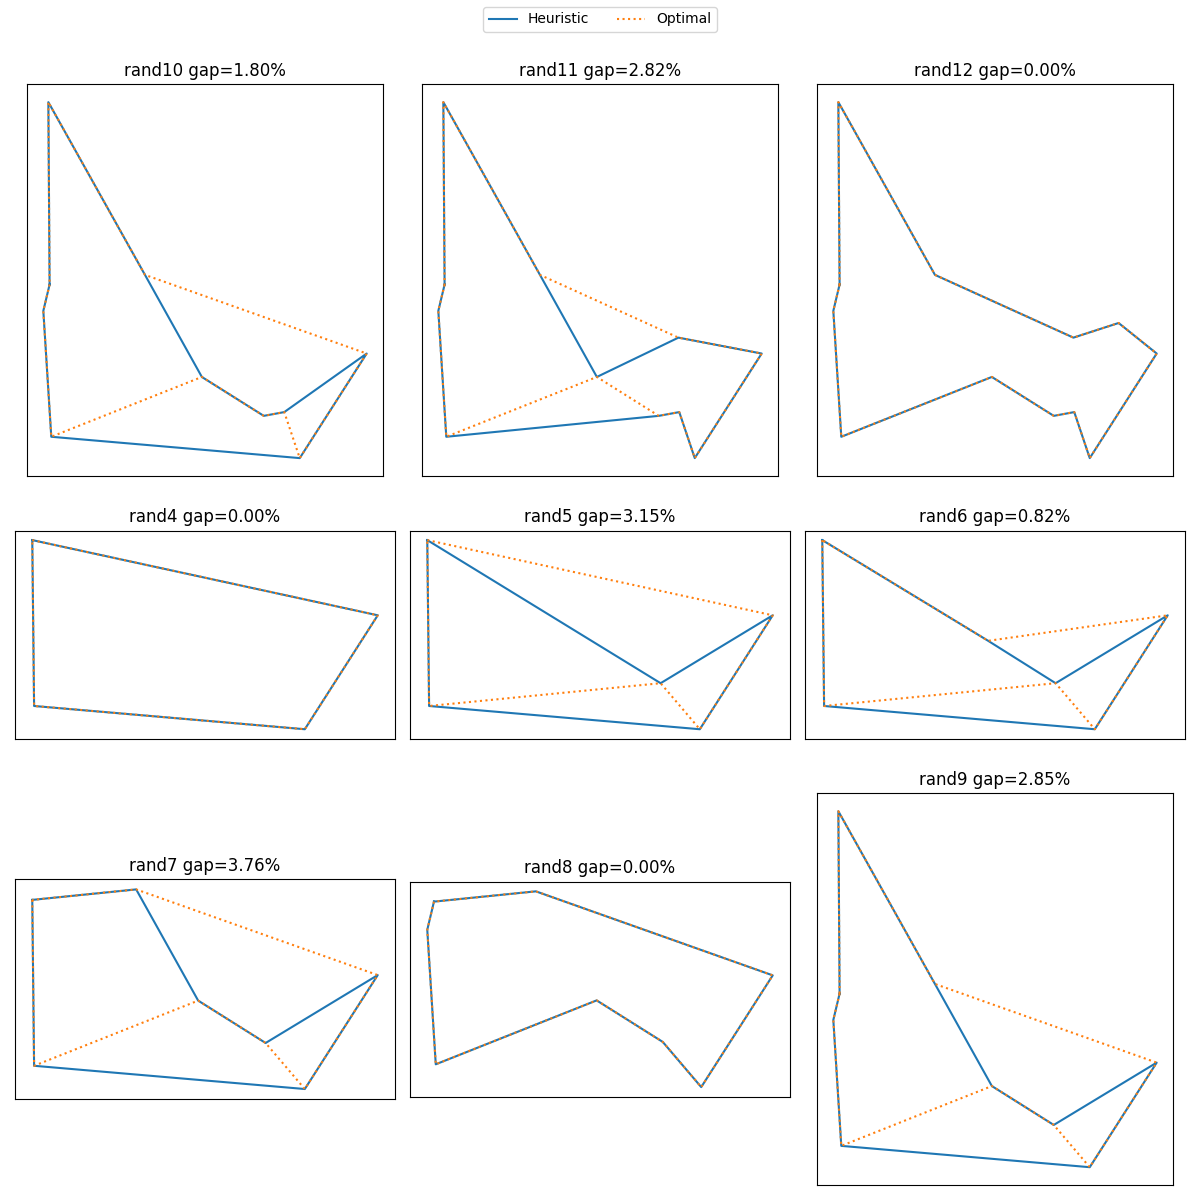 Heuristic Optimal
rand10 gap=1.80% rand11 gap=2.82% rand12 gap=0.00%
rand4 gap=0.00% rand5 gap=3.15% rand6 gap=0.82%
rand9 gap=2.85%
rand7 gap=3.76% rand8 gap=0.00%